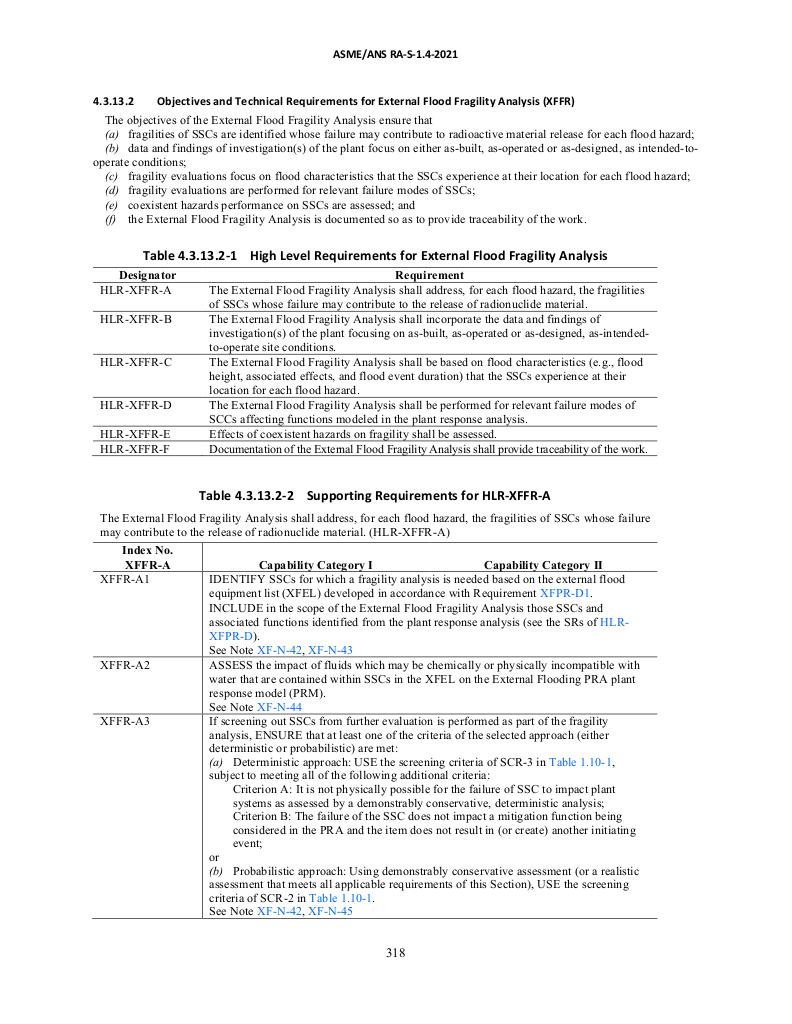 ASME/ANS RA-S-1.4-2021
4.3.13.2 Objectives and Technical Requirements for External Flood Fragility Analysis (XFFR)
The objectives of the External Flood Fragility Analysis ensure that
(a) fragilities of SSCs are identified whose failure may contribute to radioactive material release for each flood hazard;
(b) data and findings of investigation(s) of the plant focus on either as-built, as-operated or as-designed, as intended-to-
operate conditions;
(c) fragility evaluations focus on flood characteristics that the SSCs experience at their location for each flood hazard;
(d) fragility evaluations are performed for relevant failure modes of SSCs;
(e) coexistent hazards performance on SSCs are assessed; and
(f) the External Flood Fragility Analysis is documented so as to provide traceability of the work.
Table 4.3.13.2-1 High Level Requirements for External Flood Fragility Analysis
Designator Requirement
HLR-XFFR-A The External Flood Fragility Analysis shall address, for each flood hazard, the fragilities
of SSCs whose failure may contribute to the release of radionuclide material.
HLR-XFFR-B The External Flood Fragility Analysis shall incorporate the data and findings of
investigation(s) of the plant focusing on as-built, as-operated or as-designed, as-intended-
to-operate site conditions.
HLR-XFFR-C The External Flood Fragility Analysis shall be based on flood characteristics (e.g., flood
height, associated effects, and flood event duration) that the SSCs experience at their
location for each flood hazard.
HLR-XFFR-D The External Flood Fragility Analysis shall be performed for relevant failure modes of
SCCs affecting functions modeled in the plant response analysis.
HLR-XFFR-E Effects of coexistent hazards on fragility shall be assessed.
HLR-XFFR-F Documentation of the External Flood Fragility Analysis shall provide traceability of the work.
Table 4.3.13.2-2 Supporting Requirements for HLR-XFFR-A
The External Flood Fragility Analysis shall address, for each flood hazard, the fragilities of SSCs whose failure
may contribute to the release of radionuclide material. (HLR-XFFR-A)
Index No.
XFFR-A Capability Category I Capability Category II
XFFR-A1 IDENTIFY SSCs for which a fragility analysis is needed based on the external flood
equipment list (XFEL) developed in accordance with Requirement XFPR-D1.
INCLUDE in the scope of the External Flood Fragility Analysis those SSCs and
associated functions identified from the plant response analysis (see the SRs of HLR-
XFPR-D).
See Note XF-N-42, XF-N-43
XFFR-A2 ASSESS the impact of fluids which may be chemically or physically incompatible with
water that are contained within SSCs in the XFEL on the External Flooding PRA plant
response model (PRM).
See Note XF-N-44
XFFR-A3 If screening out SSCs from further evaluation is performed as part of the fragility
analysis, ENSURE that at least one of the criteria of the selected approach (either
deterministic or probabilistic) are met:
(a) Deterministic approach: USE the screening criteria of SCR-3 in Table 1.10-1,
subject to meeting all of the following additional criteria:
Criterion A: It is not physically possible for the failure of SSC to impact plant
systems as assessed by a demonstrably conservative, deterministic analysis;
Criterion B: The failure of the SSC does not impact a mitigation function being
considered in the PRA and the item does not result in (or create) another initiating
event;
or
(b) Probabilistic approach: Using demonstrably conservative assessment (or a realistic
assessment that meets all applicable requirements of this Section), USE the screening
criteria of SCR-2 in Table 1.10-1.
See Note XF-N-42, XF-N-45
318